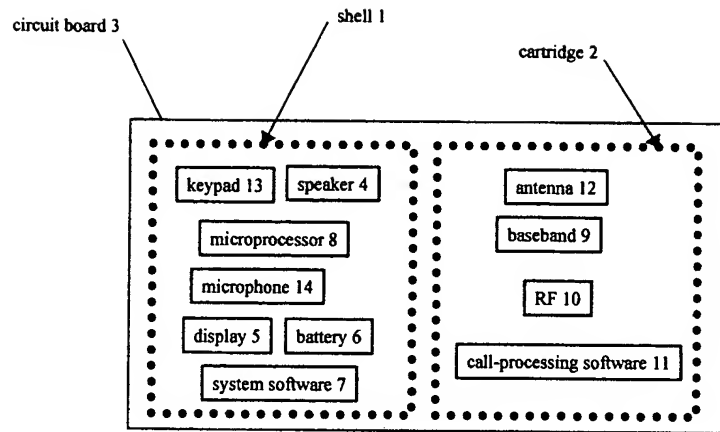 shell 1
circuit board 3
cartridge 2
keypad 13
speaker 4
microprocessor 8
microphone 14
display 5
battery 6
system software 7
antenna 12
baseband 9
RF 10
call-processing software 11